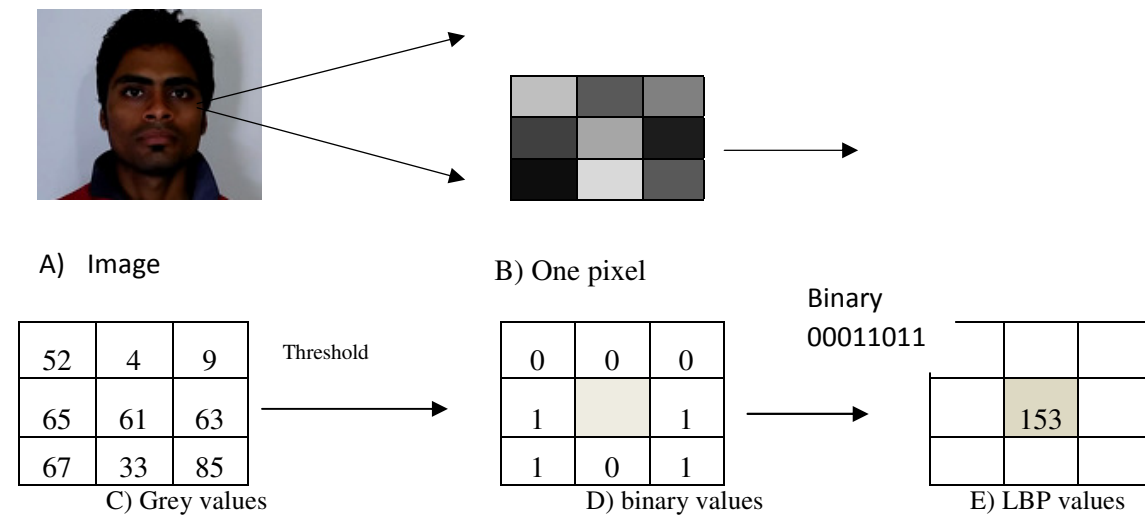 A) Image
B) One pixel
Binary
00011011
52 4 9
Threshold
0 0 0
65 61 63
1 1
153
67 33 85
1 0 1
C) Grey values
D) binary values
E) LBP values